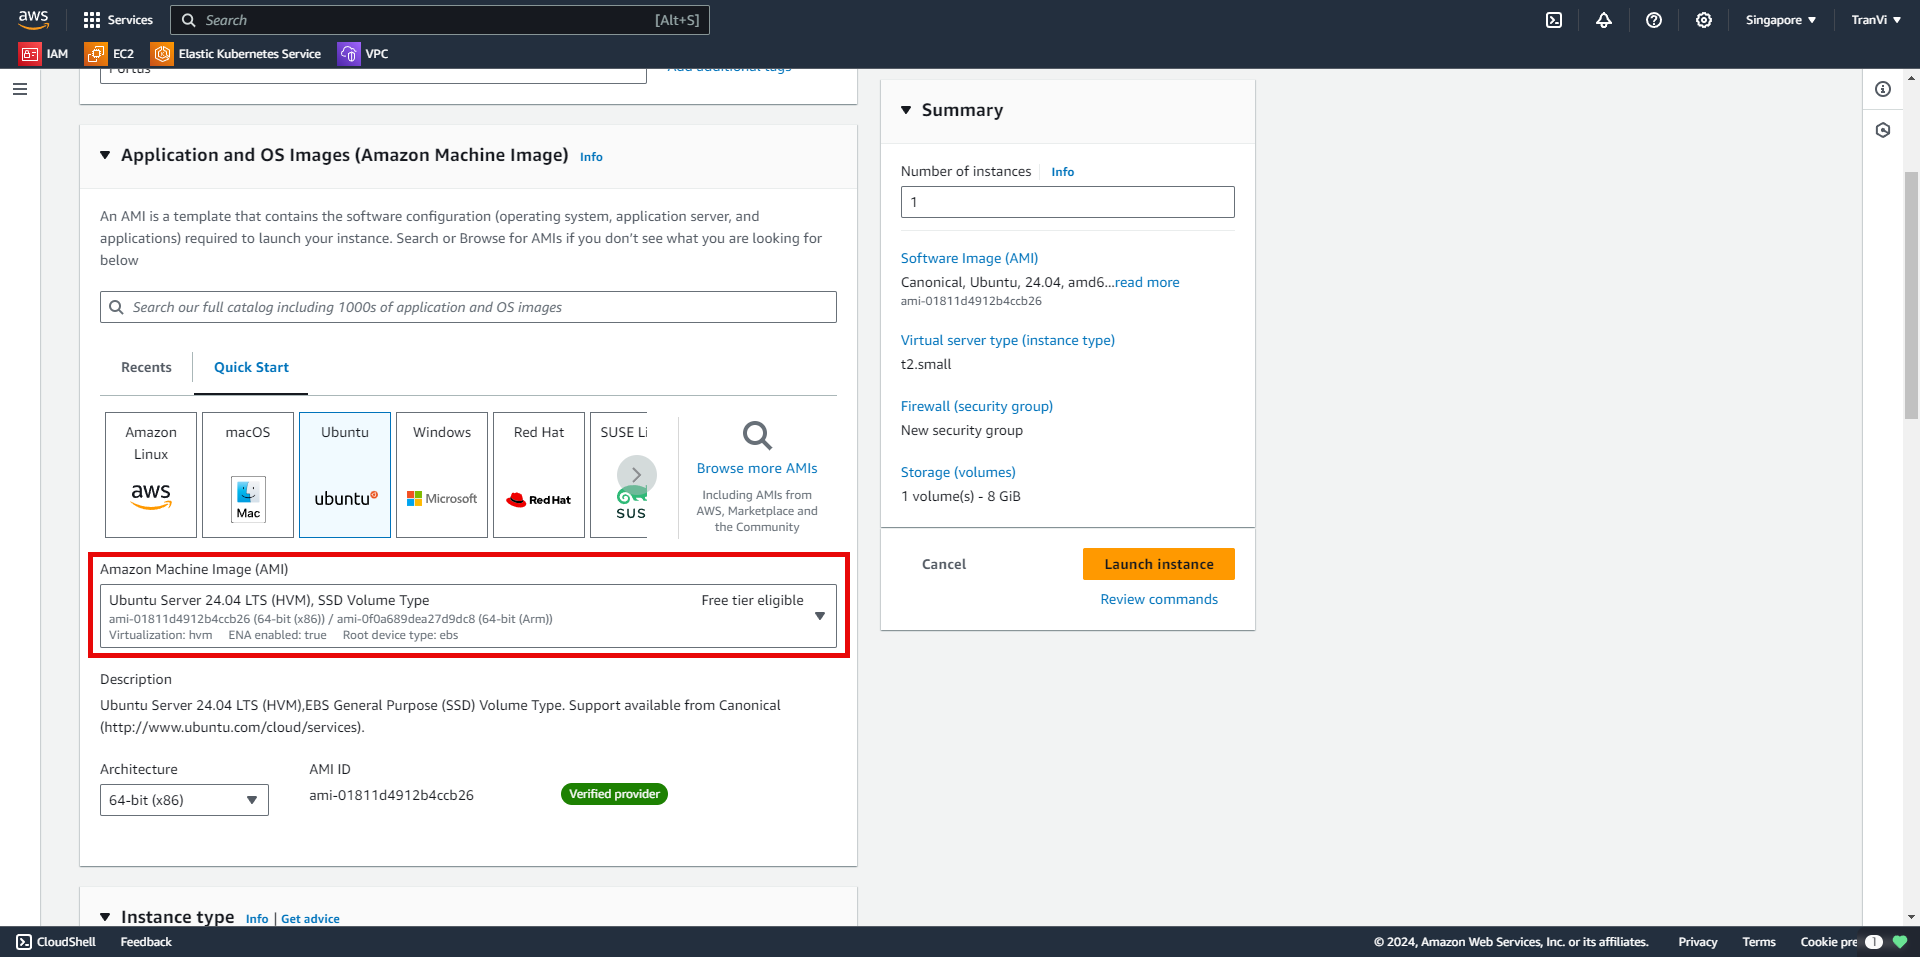 aws
Services
Search
[Alt+S]
Singapore
TranVi
IAM
EC2
Elastic Kubernetes Service
VPC
Portus
Add additional tags
Application and OS Images (Amazon Machine Image) Info
An AMI is a template that contains the software configuration (operating system, application server, and
applications) required to launch your instance. Search or Browse for AMIs if you don’t see what you are looking for
below
Search our full catalog including 1000s of application and OS images
Recents
Quick Start
Amazon
Linux
aws
macOS
Mac
Ubuntu
ubuntu
Windows
Microsoft
Red Hat
Red Hat
SUSE Li
SUS
Browse more AMIs
Including AMIs from
AWS, Marketplace and
the Community
Amazon Machine Image (AMI)
Ubuntu Server 24.04 LTS (HVM), SSD Volume Type
Free tier eligible
ami-01811d4912b4ccb26 (64-bit (x86)) / ami-0f0a689dea27d9dc8 (64-bit (Arm))
Virtualization: hvm ENA enabled: true Root device type: ebs
Description
Ubuntu Server 24.04 LTS (HVM),EBS General Purpose (SSD) Volume Type. Support available from Canonical
(http://www.ubuntu.com/cloud/services).
Architecture
64-bit (x86)
AMI ID
ami-01811d4912b4ccb26
Verified provider
Instance type Info | Get advice
Summary
Number of instances Info
1
Software Image (AMI)
Canonical, Ubuntu, 24.04, amd6...read more
ami-01811d4912b4ccb26
Virtual server type (instance type)
t2.small
Firewall (security group)
New security group
Storage (volumes)
1 volume(s) - 8 GiB
Cancel
Launch instance
Review commands
CloudShell
Feedback
© 2024, Amazon Web Services, Inc. or its affiliates.
Privacy
Terms
Cookie pre
1